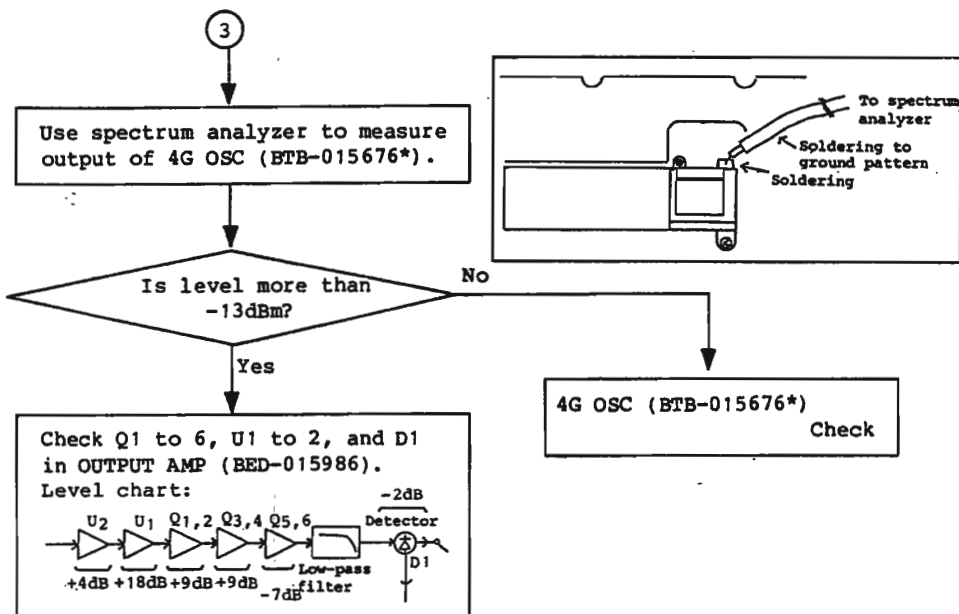 3
Use spectrum analyzer to measure
output of 4G OSC (BTB-015676*).
To spectrum
analyzer
Soldering to
ground pattern
Soldering
Is level more than
-13dBm?
No
Yes
4G OSC (BTB-015676*)
Check
Check Q1 to 6, U1 to 2, and D1
in OUTPUT AMP (BED-015986).
Level chart:
-2dB
U2 U1 Q1,2 Q3,4 Q5,6 Detector
D1
Low-pass
filter
+4dB +18dB +9dB +9dB -7dB